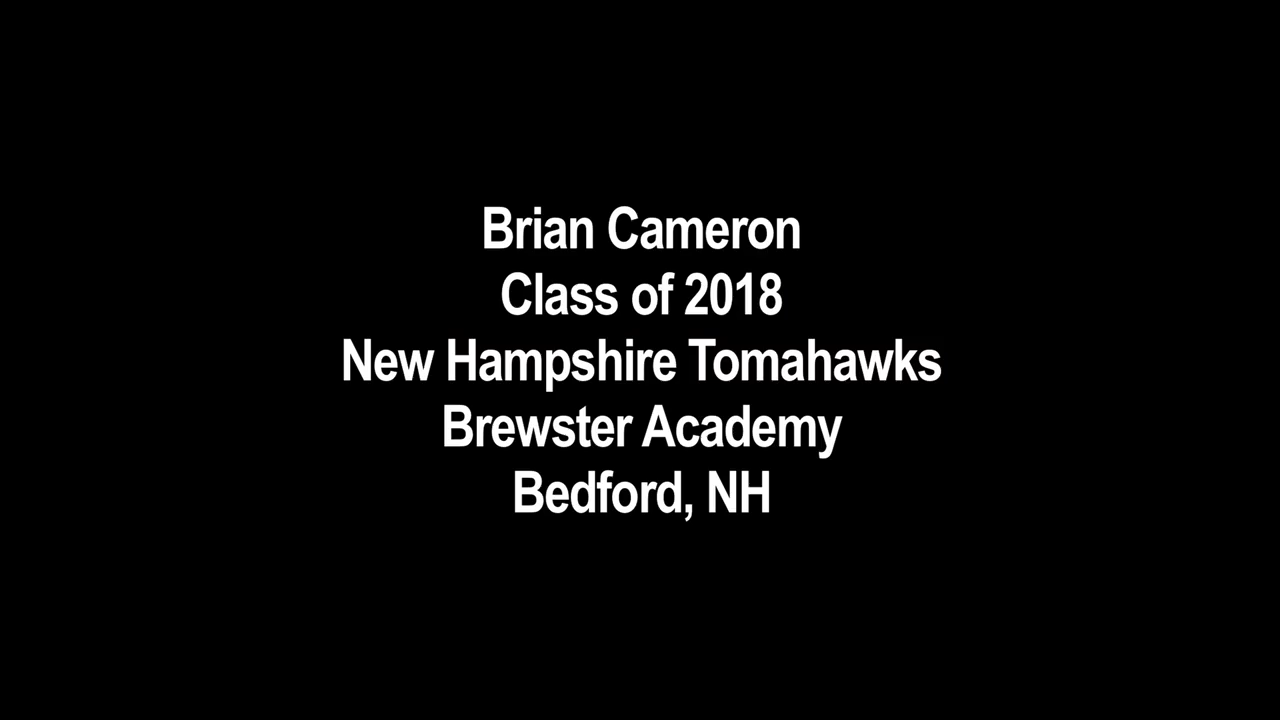 Brian Cameron
Class of 2018
New Hampshire Tomahawks
Brewster Academy
Bedford, NH